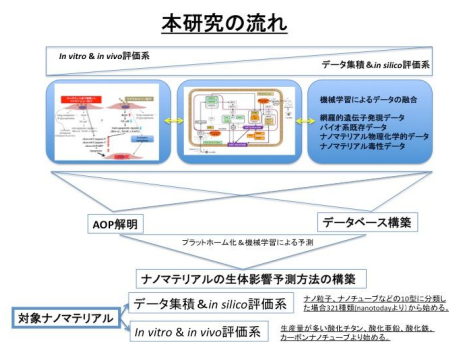 本研究の流れ
In vitro & in vivo評価系
データ集積&in silico評価系
機械学習によるデータの融合
網羅的遺伝子発現データ
バイオ系既存データ
ナノマテリアル物理化学的データ
ナノマテリアル毒性データ
AOP解明
データベース構築
プラットホーム化&機械学習による予測
ナノマテリアルの生体影響予測方法の構築
対象ナノマテリアル
データ集積&in silico評価系
ナノ粒子、ナノチューブなどの10型に分類し
た場合321種類(nanotodayより)から始める。
In vitro & in vivo評価系
生産量が多い酸化チタン、酸化亜鉛、酸化鉄、
カーボンナノチューブより始める。